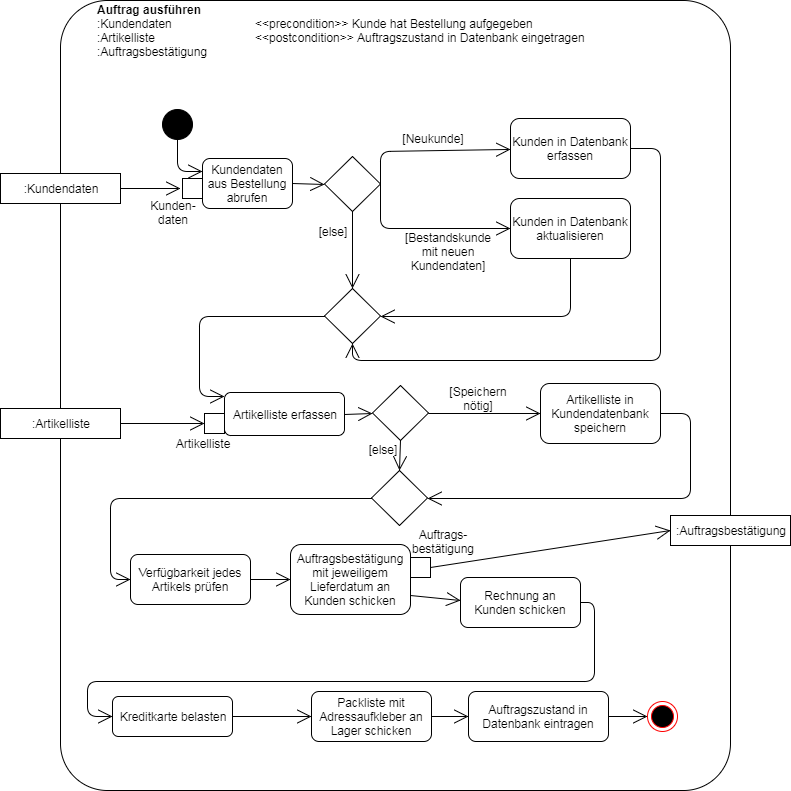 Auftrag ausführen
:Kundendaten
<<precondition>> Kunde hat Bestellung aufgegeben
:Artikelliste
<<postcondition>> Auftragszustand in Datenbank eingetragen
:Auftragsbestätigung
[Neukunde]
Kunden in Datenbank
erfassen
:Kundendaten
Kunden-
daten
Kundendaten
aus Bestellung
abrufen
[else]
[Bestandskunde
mit neuen
Kundendaten]
Kunden in Datenbank
aktualisieren
:Artikelliste
Artikelliste
Artikelliste erfassen
[Speichern
nötig]
[else]
Artikelliste in
Kundendatenbank
speichern
Verfügbarkeit jedes
Artikels prüfen
Auftragsbestätigung
mit jeweiligem
Lieferdatum an
Kunden schicken
Auftrags-
bestätigung
:Auftragsbestätigung
Rechnung an
Kunden schicken
Kreditkarte belasten
Packliste mit
Adressaufkleber an
Lager schicken
Auftragszustand in
Datenbank eintragen